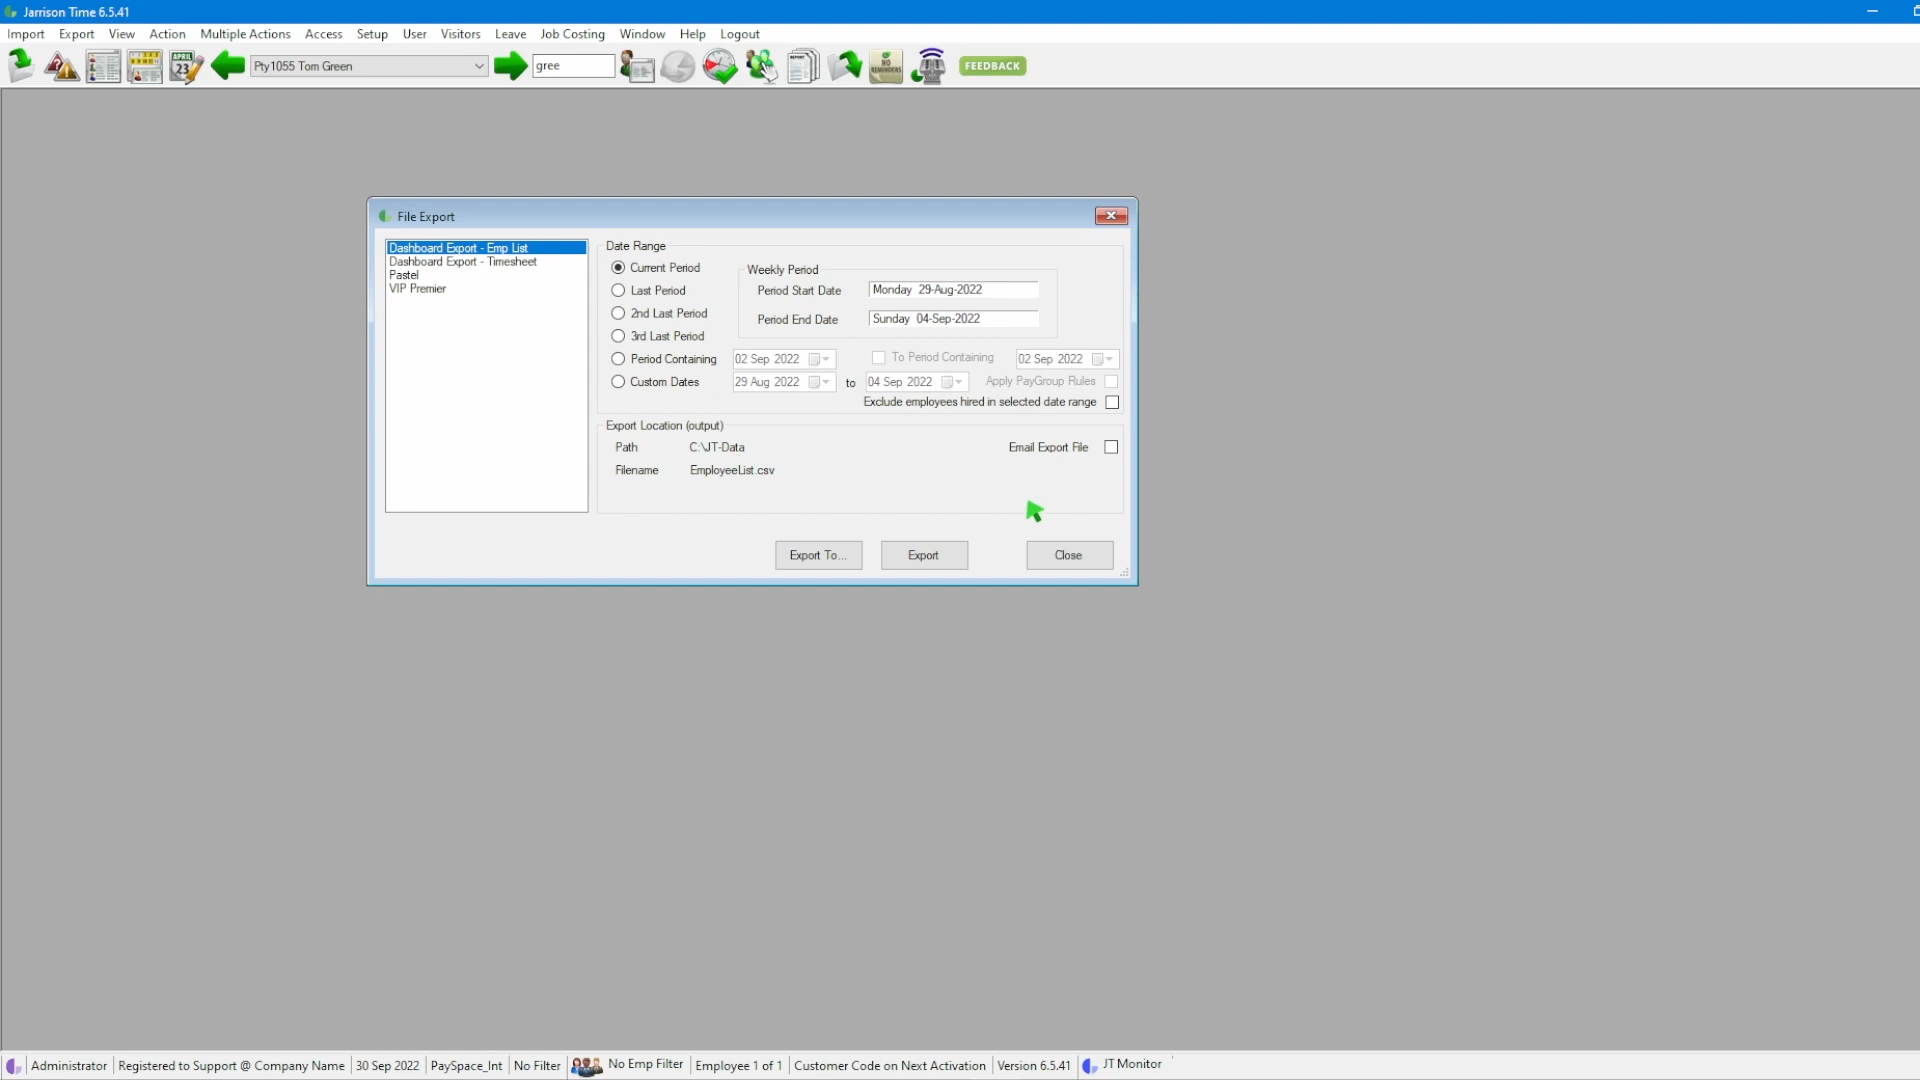 Jarrison Time 6.5.41
Import Export View Action Multiple Actions Access Setup User Visitors Leave Job Costing Window Help Logout
APRIL 23 Pty1055 Tom Green gree REPORT NO REMINDERS FEEDBACK
File Export
Dashboard Export - Emp List
Dashboard Export - Timesheet
Pastel
VIP Premier
Date Range
Current Period
Last Period
2nd Last Period
3rd Last Period
Weekly Period
Period Start Date Monday 29-Aug-2022
Period End Date Sunday 04-Sep-2022
Period Containing 02 Sep 2022 To Period Containing 02 Sep 2022
Custom Dates 29 Aug 2022 to 04 Sep 2022 Apply PayGroup Rules
Exclude employees hired in selected date range
Export Location (output)
Path C:\JT-Data Email Export File
Filename EmployeeList.csv
Export To... Export Close
Administrator Registered to Support @ Company Name 30 Sep 2022 PaySpace_Int No Filter No Emp Filter Employee 1 of 1 Customer Code on Next Activation Version 6.5.41 JT Monitor